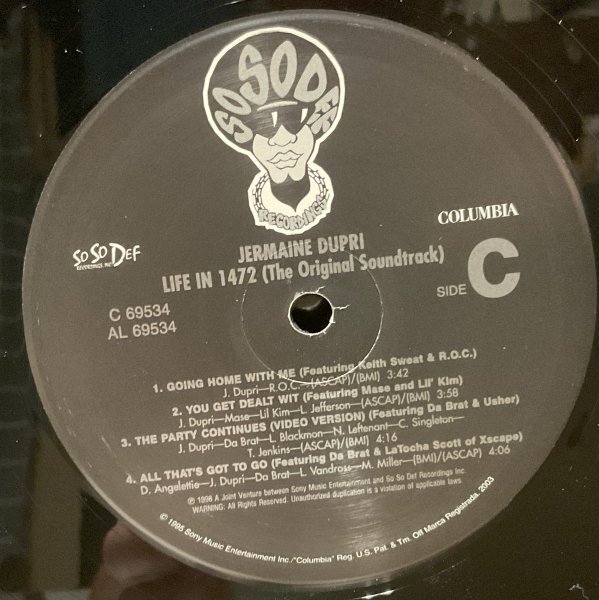 SO SO DEF
RECORDINGS
JERMAINE DUPRI
LIFE IN 1472 (The Original Soundtrack)
COLUMBIA
SO SO DEF
RECORDINGS INC.
SIDE C
C 69534
AL 69534
1. GOING HOME WITH ME (Featuring Keith Sweat & R.O.C.)
J. Dupri—R.O.C.—(ASCAP)/(BMI) 3:42
2. YOU GET DEALT WIT (Featuring Mase and Lil' Kim)
J. Dupri—Mase—Lil Kim—L. Jefferson—(ASCAP)/(BMI) 3:58
3. THE PARTY CONTINUES (VIDEO VERSION) (Featuring Da Brat & Usher)
J. Dupri—Da Brat—L. Blackmon—N. Leftenant—C. Singleton—
T. Jenkins—(ASCAP)/(BMI) 4:16
4. ALL THAT'S GOT TO GO (Featuring Da Brat & LaTocha Scott of Xscape)
D. Angelettie—J. Dupri—Da Brat—L. Vandross—M. Miller—(BMI)/(ASCAP) 4:06
℗ 1998 A Joint Venture between Sony Music Entertainment Inc. and So So Def Recordings Inc.
WARNING: All Rights Reserved. Unauthorized duplication is a violation of applicable laws.
© 1995 Sony Music Entertainment Inc./"Columbia" Reg. U.S. Pat. & Tm. Off Marca Registrada. 2003